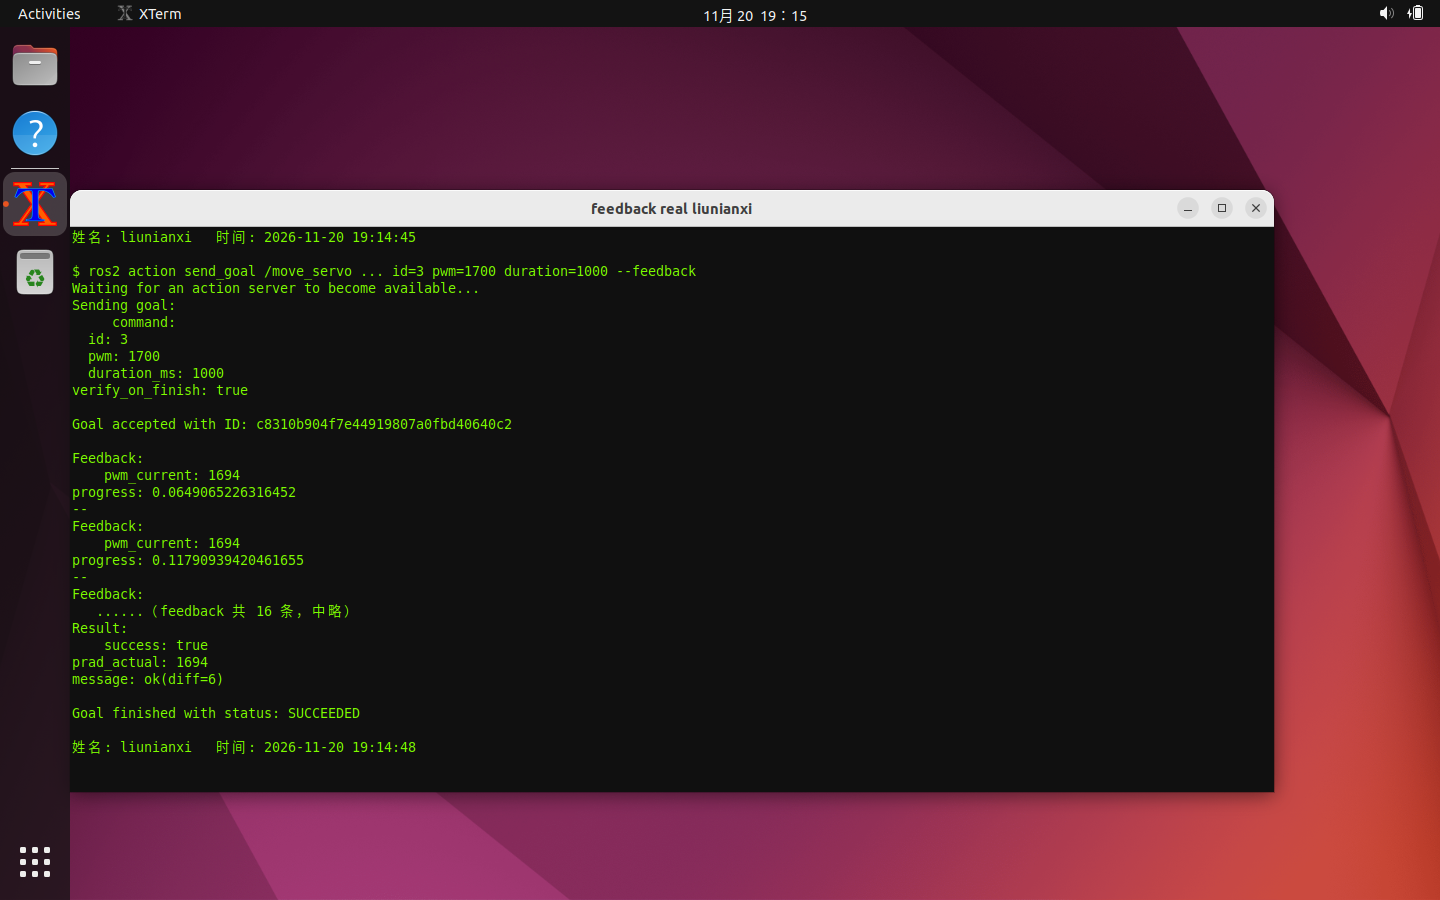 Activities
XTerm
11月 20 19：15
feedback real liunianxi
姓名: liunianxi 时间: 2026-11-20 19:14:45
$ ros2 action send_goal /move_servo ... id=3 pwm=1700 duration=1000 --feedback
Waiting for an action server to become available...
Sending goal:
command:
id: 3
pwm: 1700
duration_ms: 1000
verify_on_finish: true
Goal accepted with ID: c8310b904f7e44919807a0fbd40640c2
Feedback:
pwm_current: 1694
progress: 0.0649065226316452
--
Feedback:
pwm_current: 1694
progress: 0.11790939420461655
--
Feedback:
......（feedback 共 16 条，中略）
Result:
success: true
prad_actual: 1694
message: ok(diff=6)
Goal finished with status: SUCCEEDED
姓名: liunianxi 时间: 2026-11-20 19:14:48